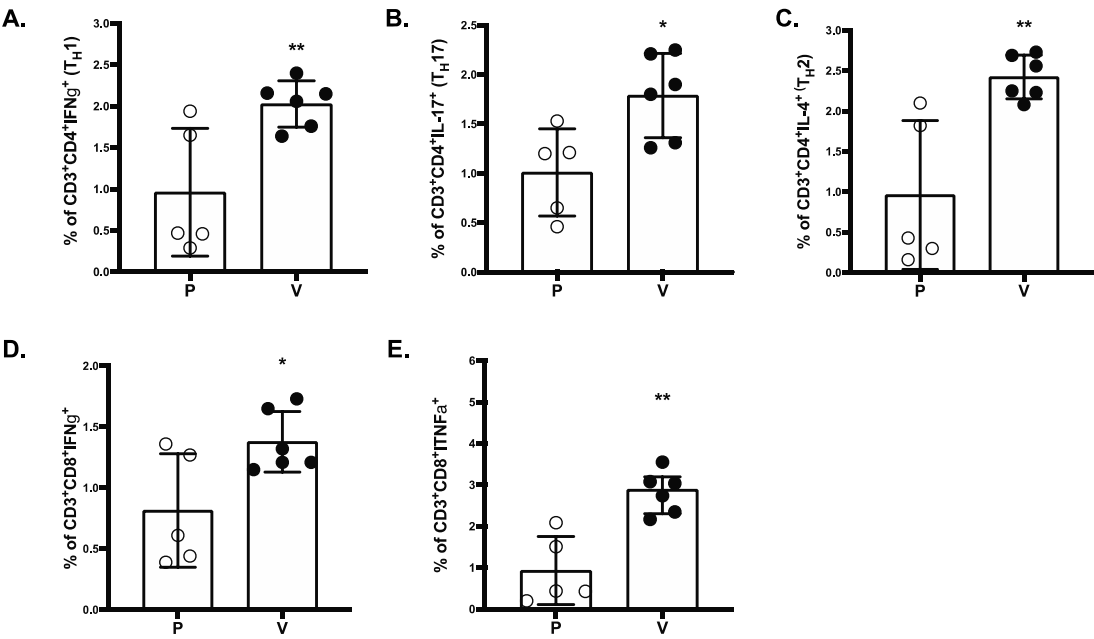 A.
% of CD3+CD4+IFNg+ (TH1)
3.0
2.5
2.0
1.5
1.0
0.5
0.0
**
P V
B.
% of CD3+CD4+IL-17+ (TH17)
2.5
2.0
1.5
1.0
0.5
0.0
*
P V
C.
% of CD3+CD4+IL-4+ (TH2)
3.0
2.5
2.0
1.5
1.0
0.5
0.0
**
P V
D.
% of CD3+CD8+IFNg+
2.0
1.5
1.0
0.5
0.0
*
P V
E.
% of CD3+CD8+ITNFa+
6
5
4
3
2
1
0
**
P V